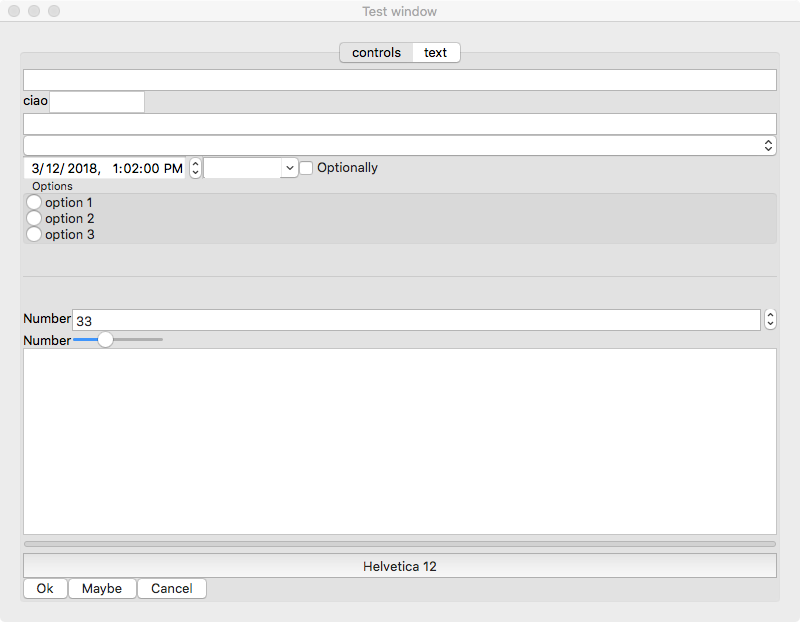 Test window
controls text
ciao
3/12/2018, 1:02:00 PM Optionally
Options
option 1
option 2
option 3
Number 33
Number
Helvetica 12
Ok Maybe Cancel